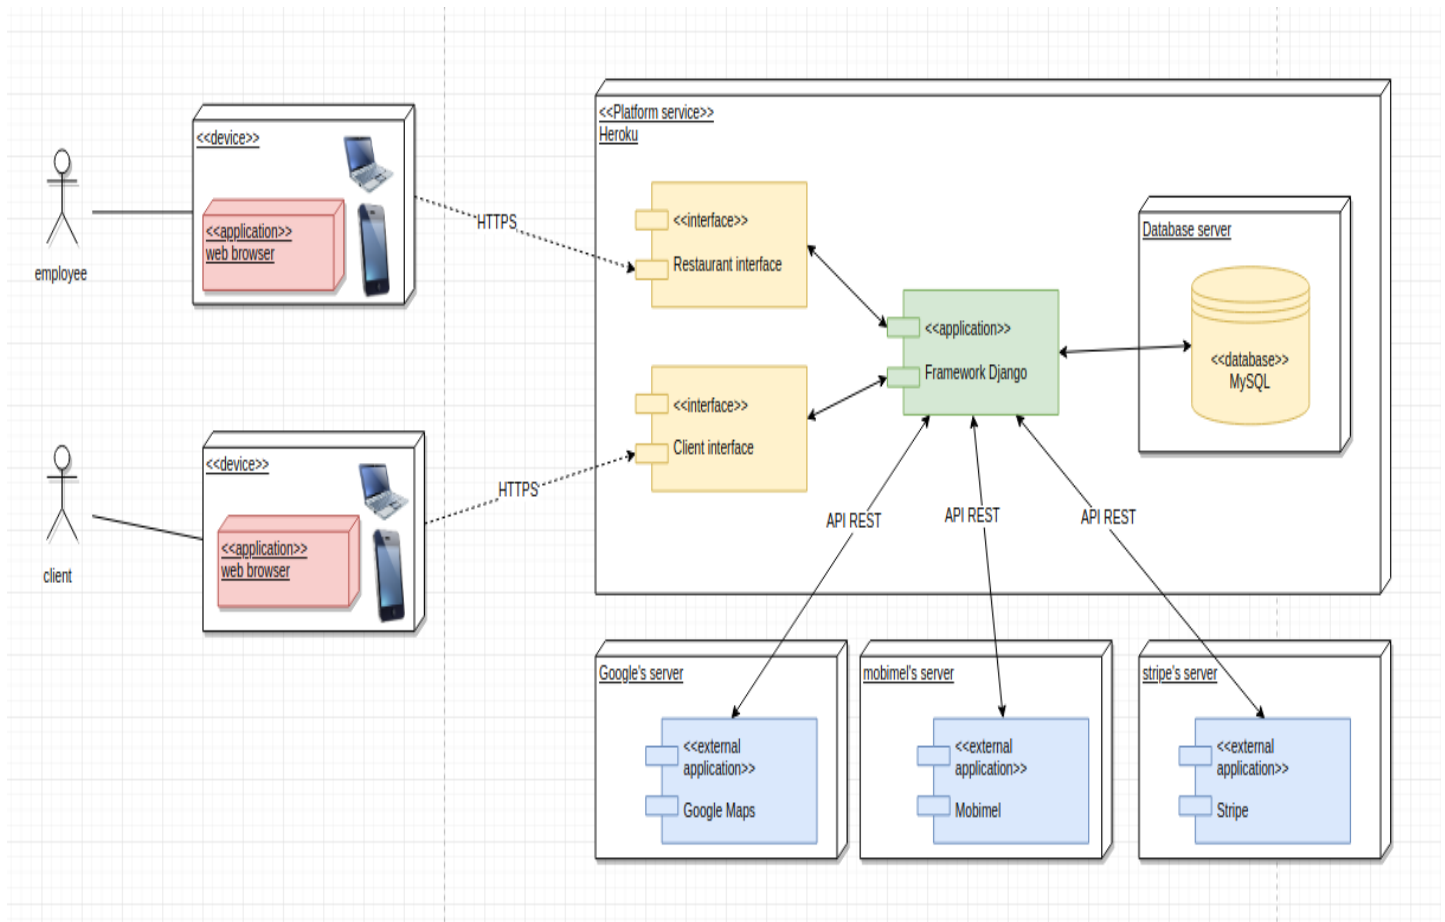 <<device>>
<<application>>
web browser
employee
HTTPS
<<device>>
<<application>>
web browser
client
HTTPS
<<Platform service>>
Heroku
<<interface>>
Restaurant interface
<<interface>>
Client interface
<<application>>
Framework Django
Database server
<<database>>
MySQL
API REST
API REST
API REST
Google's server
<<external
application>>
Google Maps
mobimel's server
<<external
application>>
Mobimel
stripe's server
<<external
application>>
Stripe